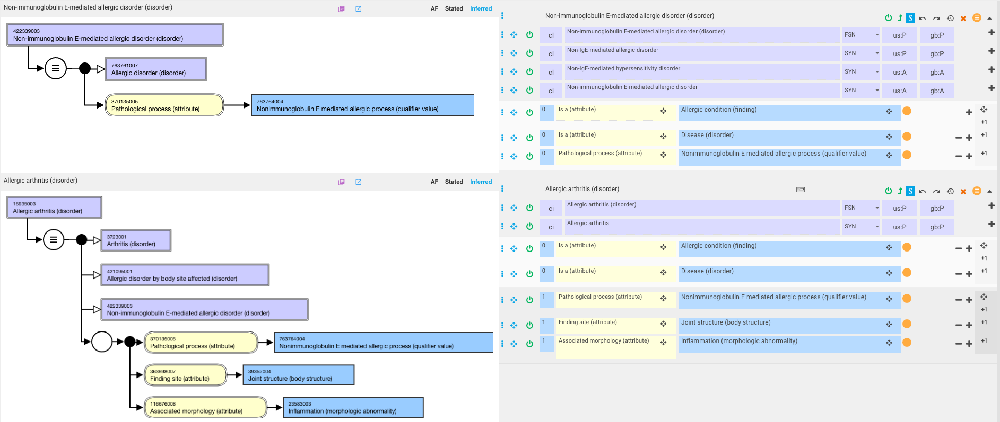 Non-immunoglobulin E-mediated allergic disorder (disorder)
AF Stated Inferred
422339003
Non-immunoglobulin E-mediated allergic disorder (disorder)
763761007
Allergic disorder (disorder)
370135005
Pathological process (attribute)
763764004
Nonimmunoglobulin E mediated allergic process (qualifier value)
Non-immunoglobulin E-mediated allergic disorder (disorder)
S
cI Non-immunoglobulin E-mediated allergic disorder (disorder) FSN us:P gb:P
cI Non-IgE-mediated allergic disorder SYN us:P gb:P
cI Non-IgE-mediated hypersensitivity disorder SYN us:A gb:A
cI Non-immunoglobulin E-mediated allergic disorder SYN us:A gb:A
0 Is a (attribute) Allergic condition (finding)
+1
0 Is a (attribute) Disease (disorder) +1
0 Pathological process (attribute) Nonimmunoglobulin E mediated allergic process (qualifier value) +1
Allergic arthritis (disorder)
AF Stated Inferred
16935003
Allergic arthritis (disorder)
3723001
Arthritis (disorder)
421095001
Allergic disorder by body site affected (disorder)
422339003
Non-immunoglobulin E-mediated allergic disorder (disorder)
370135005
Pathological process (attribute)
763764004
Nonimmunoglobulin E mediated allergic process (qualifier value)
363698007
Finding site (attribute)
39352004
Joint structure (body structure)
116676008
Associated morphology (attribute)
23583003
Inflammation (morphologic abnormality)
Allergic arthritis (disorder)
S
ci Allergic arthritis (disorder) FSN us:P gb:P
ci Allergic arthritis SYN us:P gb:P
0 Is a (attribute) Allergic condition (finding)
+1
0 Is a (attribute) Disease (disorder) +1
1 Pathological process (attribute) Nonimmunoglobulin E mediated allergic process (qualifier value)
+1
1 Finding site (attribute) Joint structure (body structure) +1
1 Associated morphology (attribute) Inflammation (morphologic abnormality) +1